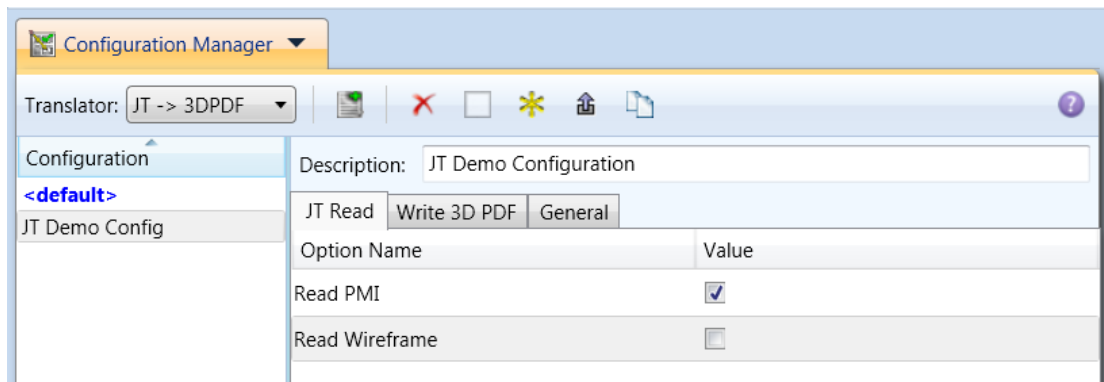 Configuration Manager
Translator: JT -> 3DPDF
?
Configuration
Description: JT Demo Configuration
<default>
JT Demo Config
JT Read Write 3D PDF General
Option Name Value
Read PMI
Read Wireframe